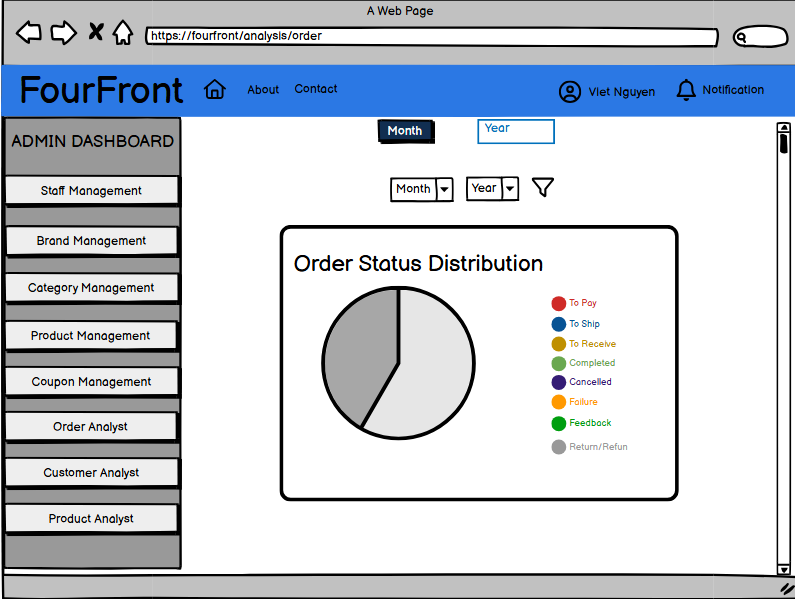 A Web Page
https://fourfront/analysis/order
FourFront
About
Contact
Viet Nguyen
Notification
ADMIN DASHBOARD
Staff Management
Brand Management
Category Management
Product Management
Coupon Management
Order Analyst
Customer Analyst
Product Analyst
Month
Year
Month
Year
Order Status Distribution
To Pay
To Ship
To Receive
Completed
Cancelled
Failure
Feedback
Return/Refun